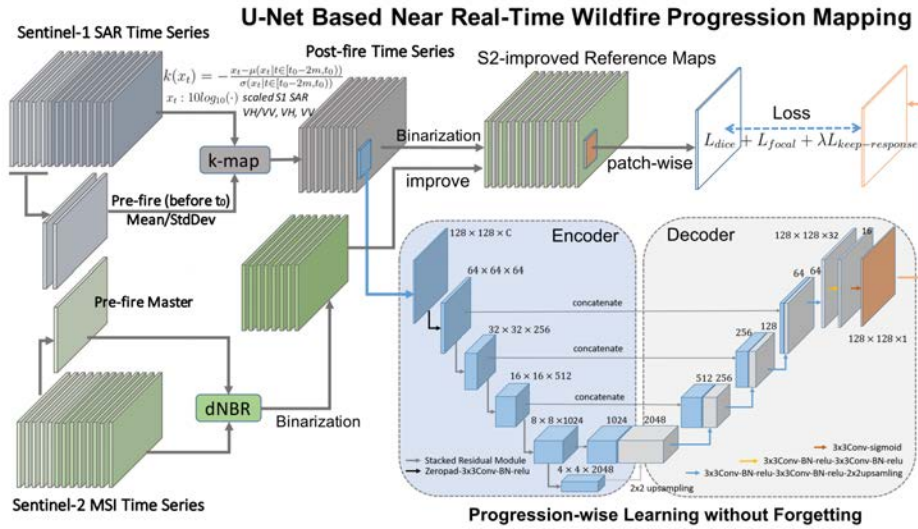 U-Net Based Near Real-Time Wildfire Progression Mapping
Sentinel-1 SAR Time Series
Post-fire Time Series
S2-improved Reference Maps
k(x_t) = -\frac{x_t-\mu(x_t|t\in[t_0-2m,t_0))}{\sigma(x_t|t\in[t_0-2m,t_0))}
x_t : 10log_{10}(·) scaled S1 SAR
VH/VV, VH, VV
k-map
Binarization
improve
patch-wise
Loss
L_{dice} + L_{focal} + λL_{keep-response}
Pre-fire (before t_0)
Mean/StdDev
Pre-fire Master
dNBR
Binarization
Sentinel-2 MSI Time Series
Encoder
Decoder
128 × 128 × C
64 × 64 × 64
32 × 32 × 256
16 × 16 × 512
8 × 8 × 1024
4 × 4 × 2048
concatenate
concatenate
concatenate
1024
2048
2x2 upsampling
512
256
256
128
64
64
128 × 128 × 32
16
128 × 128 × 1
Stacked Residual Module
Zeropad-3x3Conv-BN-relu
3x3Conv-sigmoid
3x3Conv-BN-relu-3x3Conv-BN-relu
3x3Conv-BN-relu-3x3Conv-BN-relu-2x2upsamling
Progression-wise Learning without Forgetting